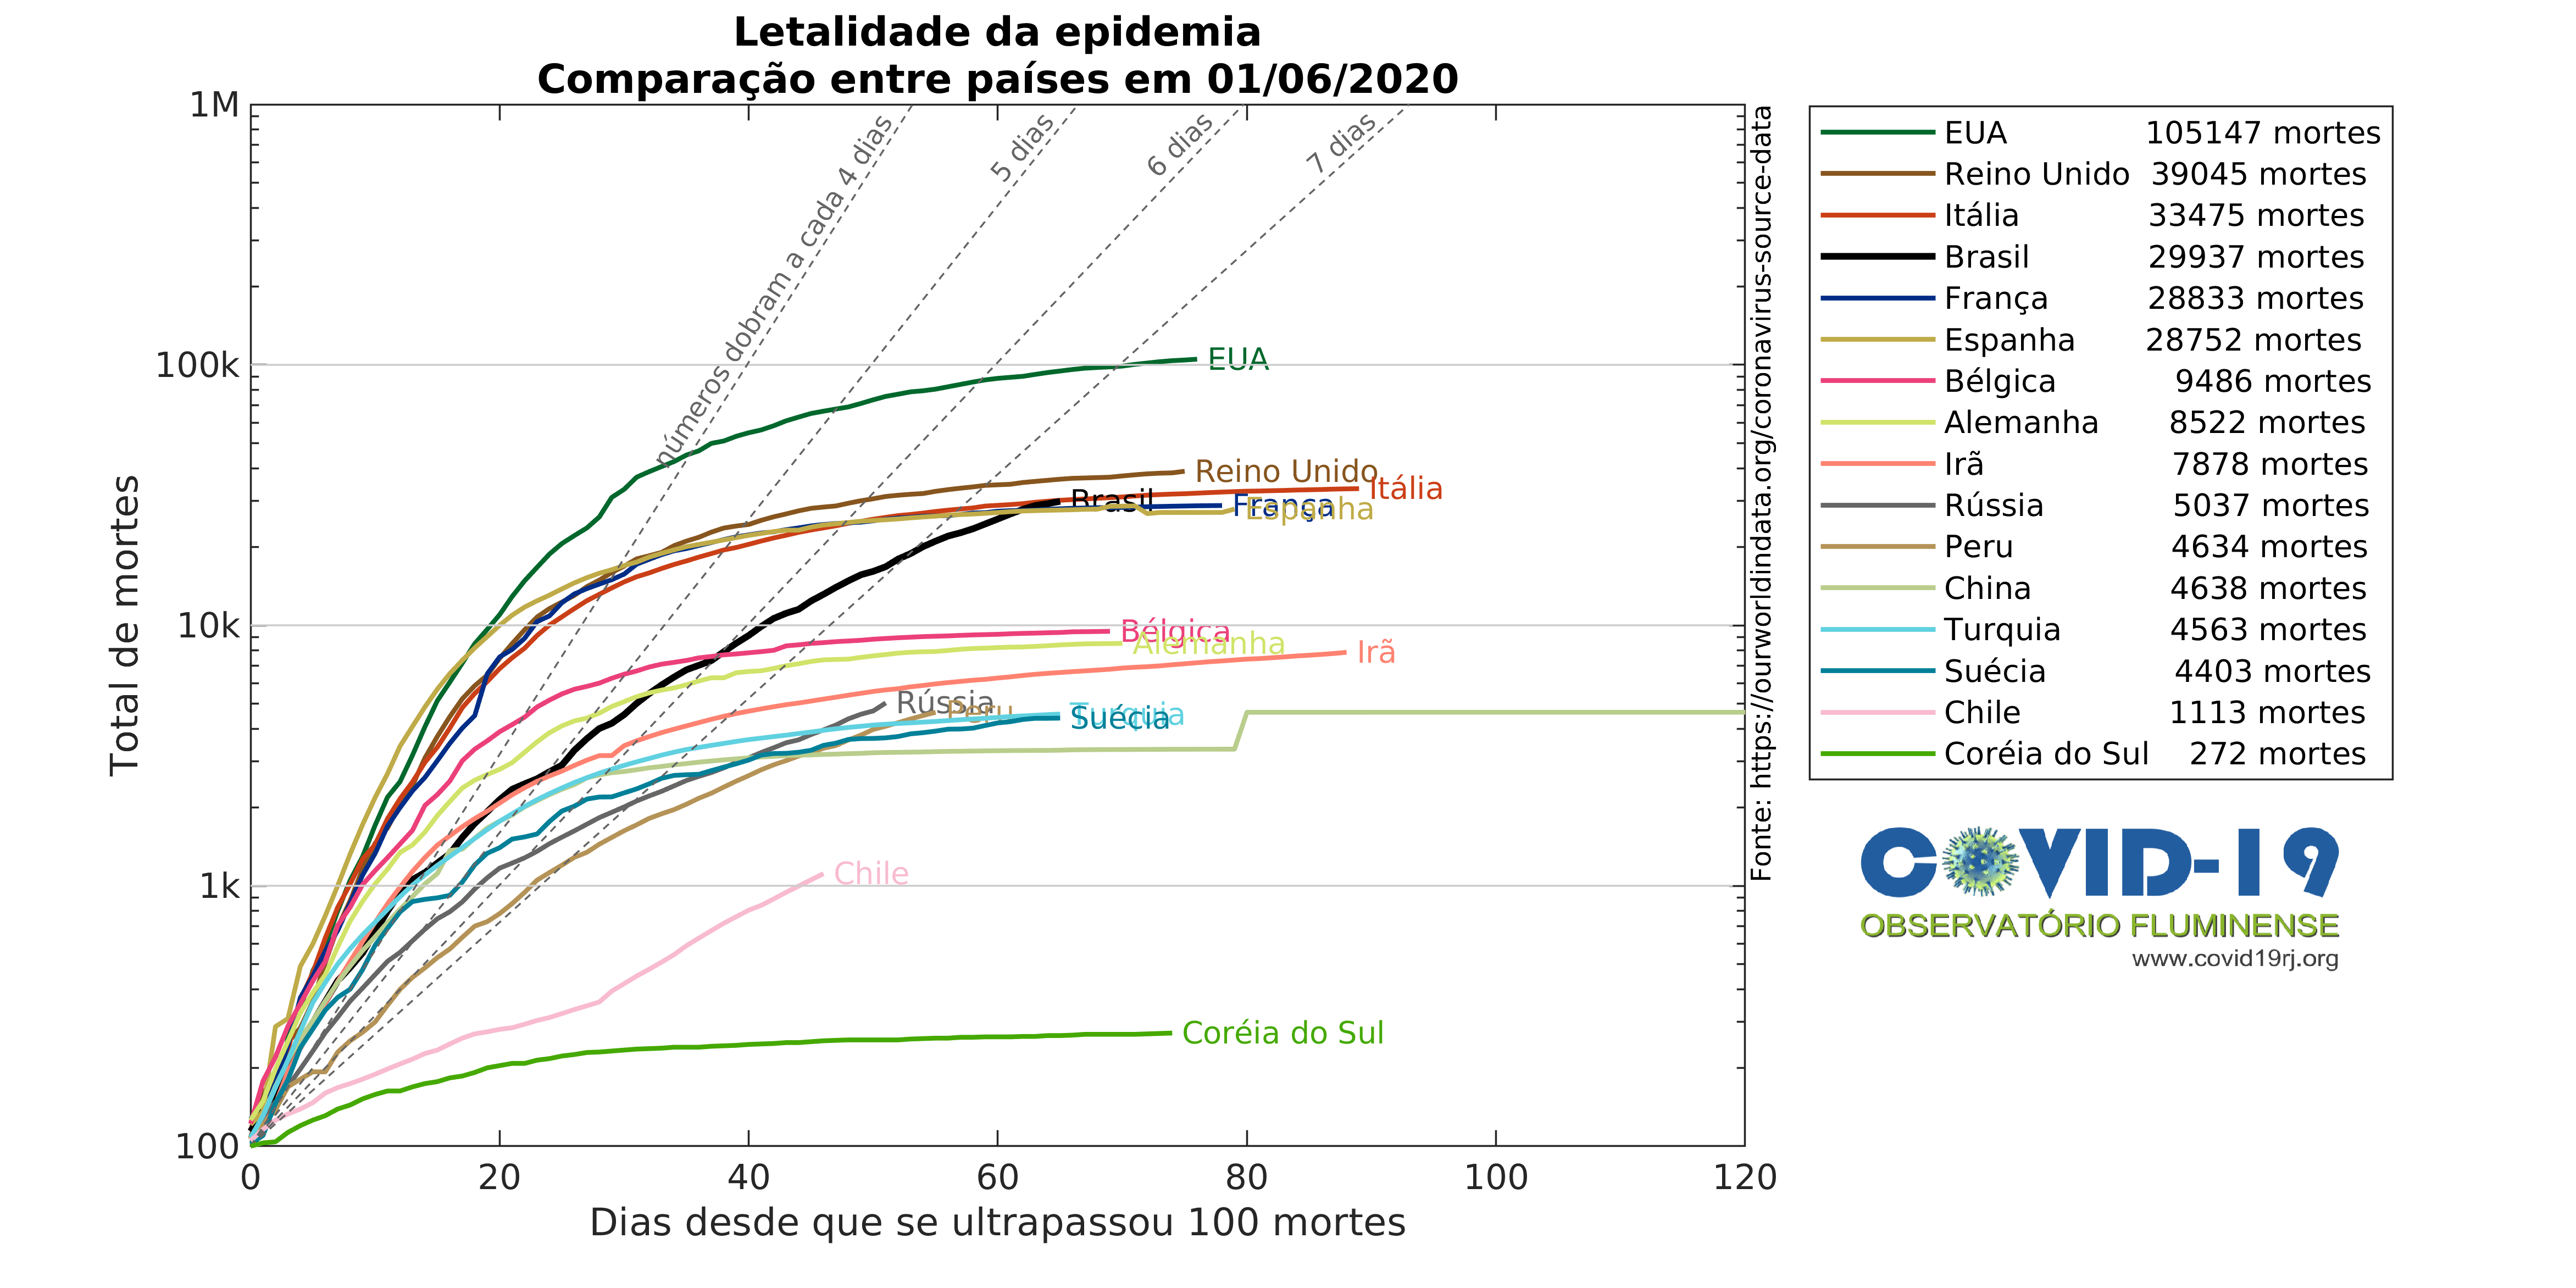 Letalidade da epidemia
Comparação entre países em 01/06/2020
Total de mortes
1M
100k
10k
1k
100
0 20 40 60 80 100 120
Dias desde que se ultrapassou 100 mortes
números dobram a cada 4 dias
5 dias
6 dias
7 dias
EUA
Reino Unido
Itália
Brasil
França
Espanha
Bélgica
Alemanha
Irã
Rússia
Peru
Turquia
Suécia
Chile
Coréia do Sul
Fonte: https://ourworldindata.org/coronavirus-source-data
EUA 105147 mortes
Reino Unido 39045 mortes
Itália 33475 mortes
Brasil 29937 mortes
França 28833 mortes
Espanha 28752 mortes
Bélgica 9486 mortes
Alemanha 8522 mortes
Irã 7878 mortes
Rússia 5037 mortes
Peru 4634 mortes
China 4638 mortes
Turquia 4563 mortes
Suécia 4403 mortes
Chile 1113 mortes
Coréia do Sul 272 mortes
COVID-19
OBSERVATÓRIO FLUMINENSE
www.covid19rj.org